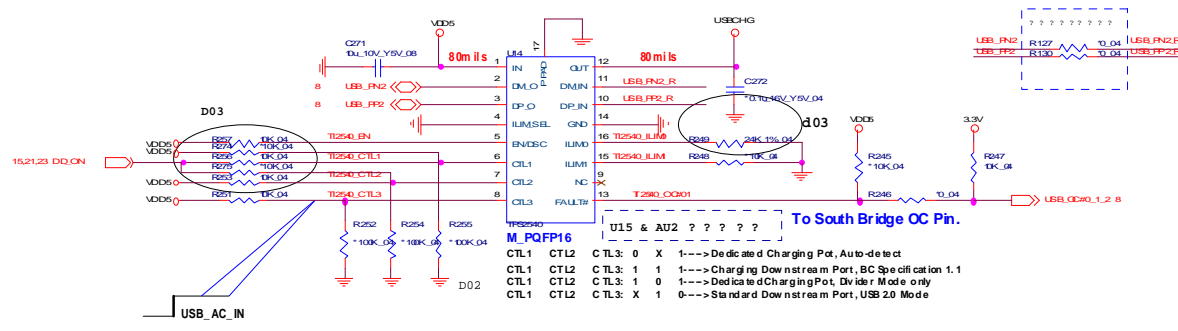 ? ? ? ? ? ? ? ? ?
USB_PN2 R127 *0_04 USB_PN2_R
USB_PP2 R130 *0_04 USB_PP2_R
VDD5
USBCHG
C271
10u_10V_Y5V_08
80mils
U14
17
PPAD
80mils
1 IN OUT 12
8 USB_PN2 2 DM_O DM_IN 11 USB_PN2_R
8 USB_PP2 3 DP_O DP_IN 10 USB_PP2_R
C272
*0.1u_16V_Y5V_04
4 ILIM_SEL GND 14
D03
D03
VDD5 R257 10K_04 TI2540_EN 5 EN/DSC ILIM0 16 TI2540_ILIM0 R249 24K_1%_04
VDD5 R274 *10K_04
15,21,23 DD_ON R256 10K_04 TI2540_CTL1 6 CTL1 ILIM1 15 TI2540_ILIM1 R248 *10K_04
R275 *10K_04
VDD5 R253 10K_04 TI2540_CTL2 7 CTL2 NC 9
VDD5 R251 10K_04 TI2540_CTL3 8 CTL3 FAULT# 13 TI2540_OC#01
VDD5
3.3V
R245
*10K_04
R247
10K_04
R246 *0_04 USB_OC#0_1_2 8
TPS2540
M_PQFP16
R252
*100K_04
R254
*100K_04
R255
*100K_04
D02
U15 & AU2 ? ? ? ? ?
To South Bridge OC Pin.
CTL1 CTL2 CTL3: 0 X 1--->Dedicated Charging Pot, Auto-detect
CTL1 CTL2 CTL3: 1 1 1--->Charging Downstream Port, BC Specification 1.1
CTL1 CTL2 CTL3: 1 0 1--->Dedicated Charging Pot, Divider Mode only
CTL1 CTL2 CTL3: X 1 0--->Standard Downstream Port, USB 2.0 Mode
USB_AC_IN